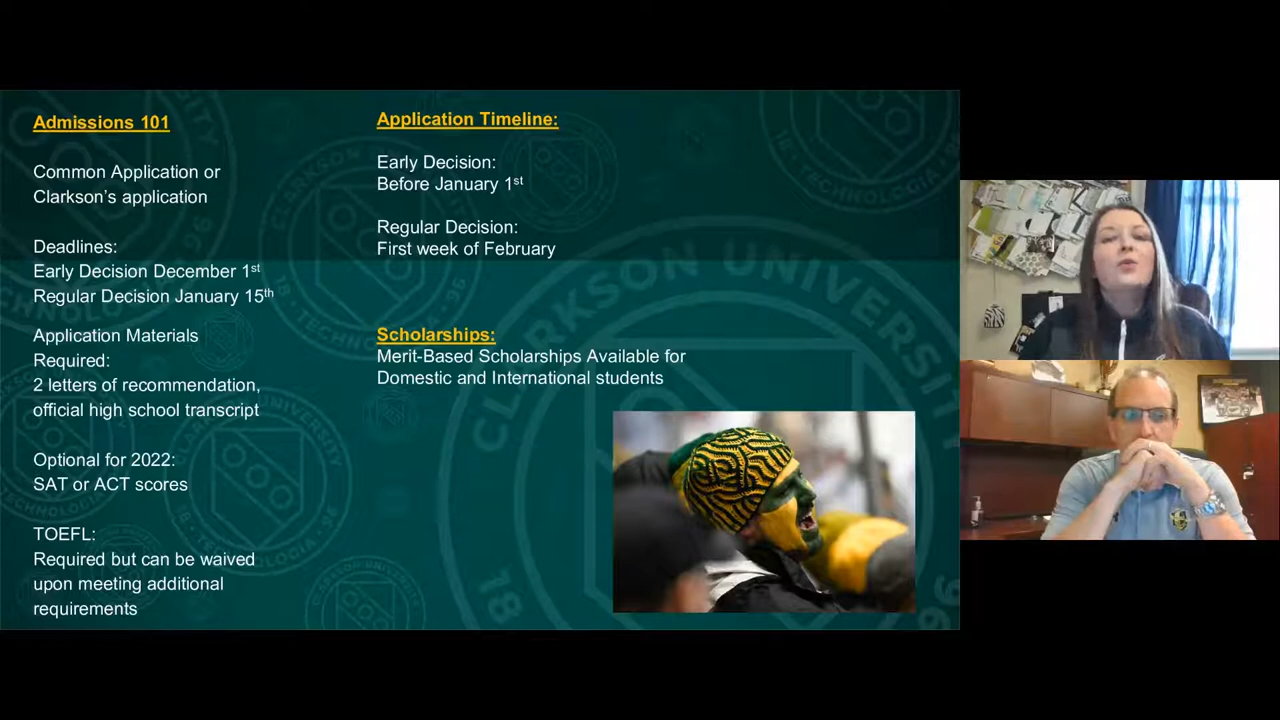 Admissions 101
Common Application or
Clarkson's application
Deadlines:
Early Decision December 1st
Regular Decision January 15th
Application Materials
Required:
2 letters of recommendation,
official high school transcript
Optional for 2022:
SAT or ACT scores
TOEFL:
Required but can be waived
upon meeting additional
requirements
Application Timeline:
Early Decision:
Before January 1st
Regular Decision:
First week of February
Scholarships:
Merit-Based Scholarships Available for
Domestic and International students
CLARKSON UNIVERSITY